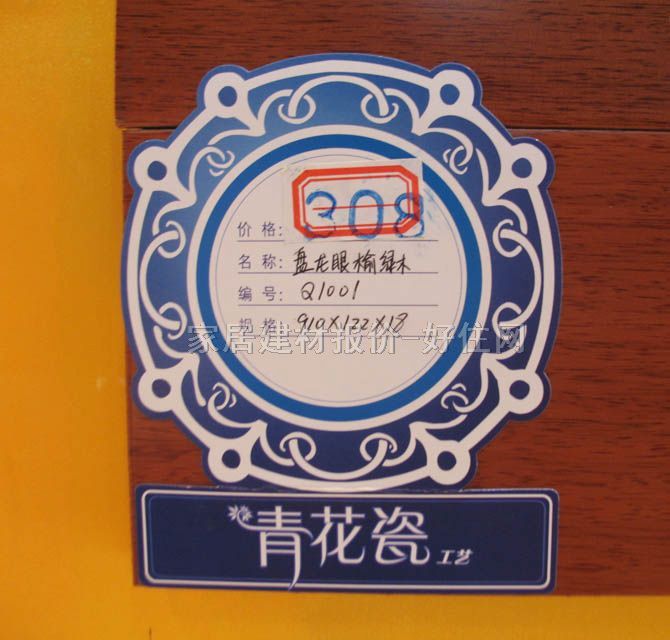 价格：308
名称：盘龙眼榆绿木
编号：Q1001
规格：910X122X18
家居建材报价-好住网
青花瓷工艺